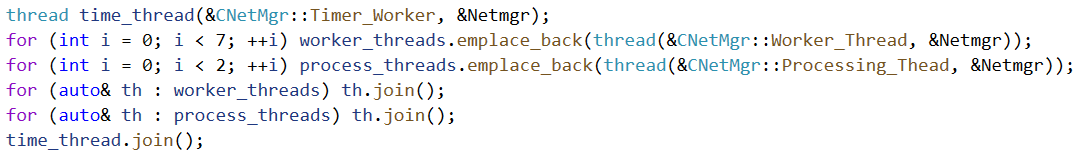 thread time_thread(&CNetMgr::Timer_Worker, &Netmgr);
for (int i = 0; i < 7; ++i) worker_threads.emplace_back(thread(&CNetMgr::Worker_Thread, &Netmgr));
for (int i = 0; i < 2; ++i) process_threads.emplace_back(thread(&CNetMgr::Processing_Thead, &Netmgr));
for (auto& th : worker_threads) th.join();
for (auto& th : process_threads) th.join();
time_thread.join();